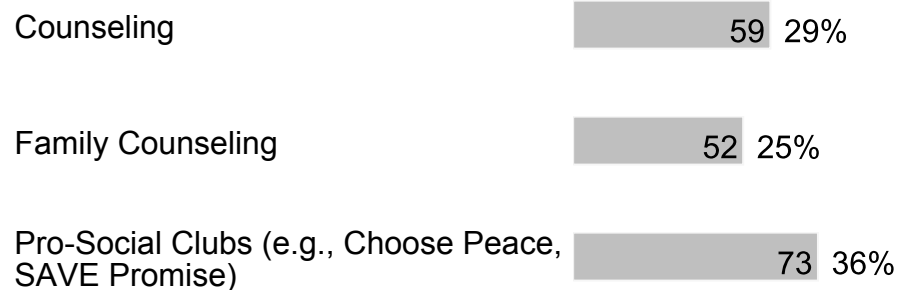 Counseling 59 29%
Family Counseling 52 25%
Pro-Social Clubs (e.g., Choose Peace,
SAVE Promise) 73 36%